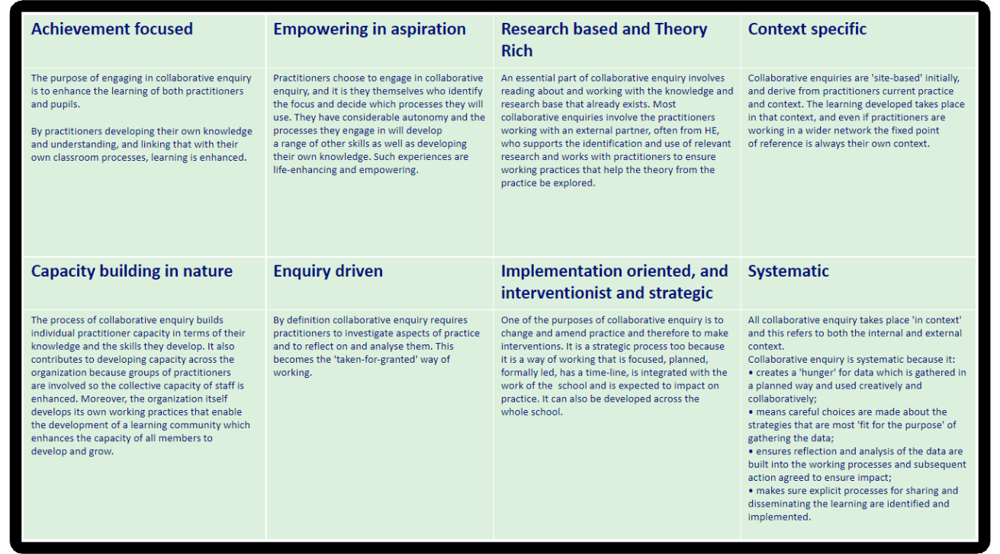 Achievement focused
The purpose of engaging in collaborative enquiry
is to enhance the learning of both practitioners
and pupils.
By practitioners developing their own knowledge
and understanding, and linking that with their
own classroom processes, learning is enhanced.
Empowering in aspiration
Practitioners choose to engage in collaborative
enquiry, and it is they themselves who identify
the focus and decide which processes they will
use. They have considerable autonomy and the
processes they engage in will develop
a range of other skills as well as developing
their own knowledge. Such experiences are
life-enhancing and empowering.
Research based and Theory
Rich
An essential part of collaborative enquiry involves
reading about and working with the knowledge and
research base that already exists. Most
collaborative enquiries involve the practitioners
working with an external partner, often from HE,
who supports the identification and use of relevant
research and works with practitioners to ensure
working practices that help the theory from the
practice be explored.
Context specific
Collaborative enquiries are 'site-based' initially,
and derive from practitioners current practice
and context. The learning developed takes place
in that context, and even if practitioners are
working in a wider network the fixed point
of reference is always their own context.
Capacity building in nature
The process of collaborative enquiry builds
individual practitioner capacity in terms of their
knowledge and the skills they develop. It also
contributes to developing capacity across the
organization because groups of practitioners
are involved so the collective capacity of staff is
enhanced. Moreover, the organization itself
develops its own working practices that enable
the development of a learning community which
enhances the capacity of all members to
develop and grow.
Enquiry driven
By definition collaborative enquiry requires
practitioners to investigate aspects of practice
and to reflect on and analyse them. This
becomes the 'taken-for-granted' way of
working.
Implementation oriented, and
interventionist and strategic
One of the purposes of collaborative enquiry is to
change and amend practice and therefore to make
interventions. It is a strategic process too because
it is a way of working that is focused, planned,
formally led, has a time-line, is integrated with the
work of the school and is expected to impact on
practice. It can also be developed across the
whole school.
Systematic
All collaborative enquiry takes place 'in context'
and this refers to both the internal and external
context.
Collaborative enquiry is systematic because it:
• creates a 'hunger' for data which is gathered in
a planned way and used creatively and
collaboratively;
• means careful choices are made about the
strategies that are most 'fit for the purpose' of
gathering the data;
• ensures reflection and analysis of the data are
built into the working processes and subsequent
action agreed to ensure impact;
• makes sure explicit processes for sharing and
disseminating the learning are identified and
implemented.